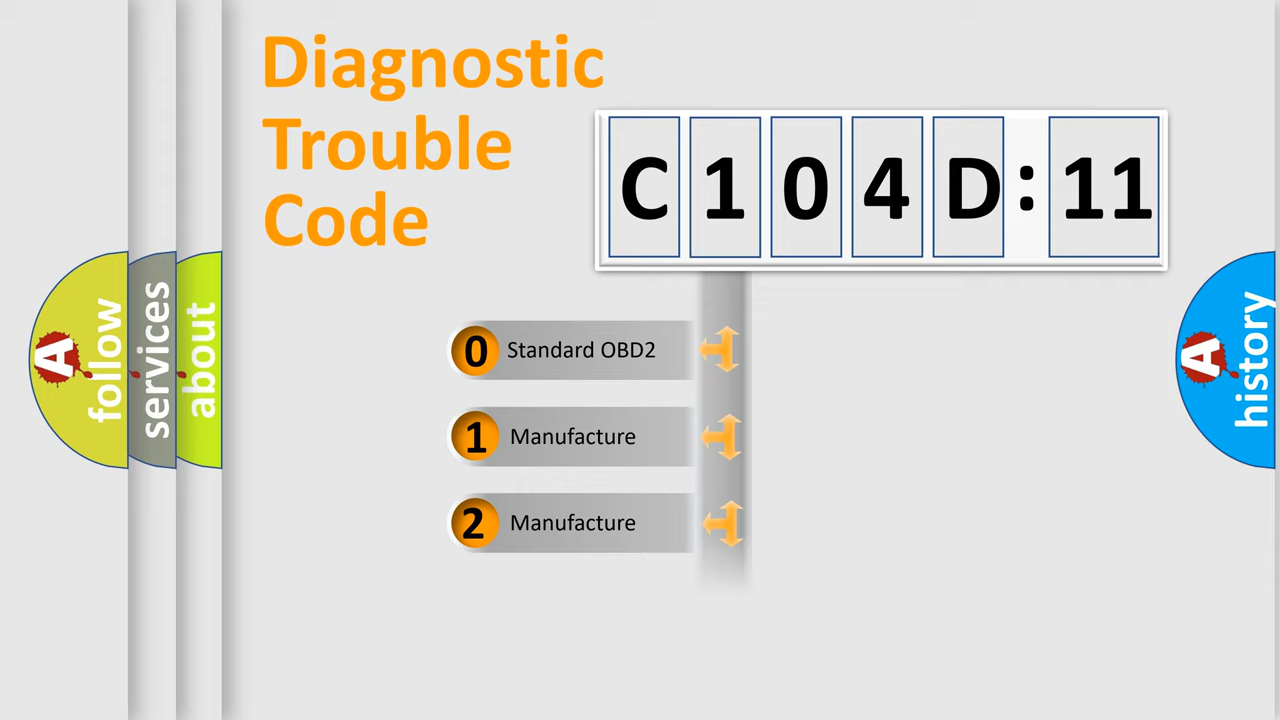 Diagnostic
Trouble
Code
C 1 0 4 D : 11
0 Standard OBD2
1 Manufacture
2 Manufacture
A follow
services
about
A history